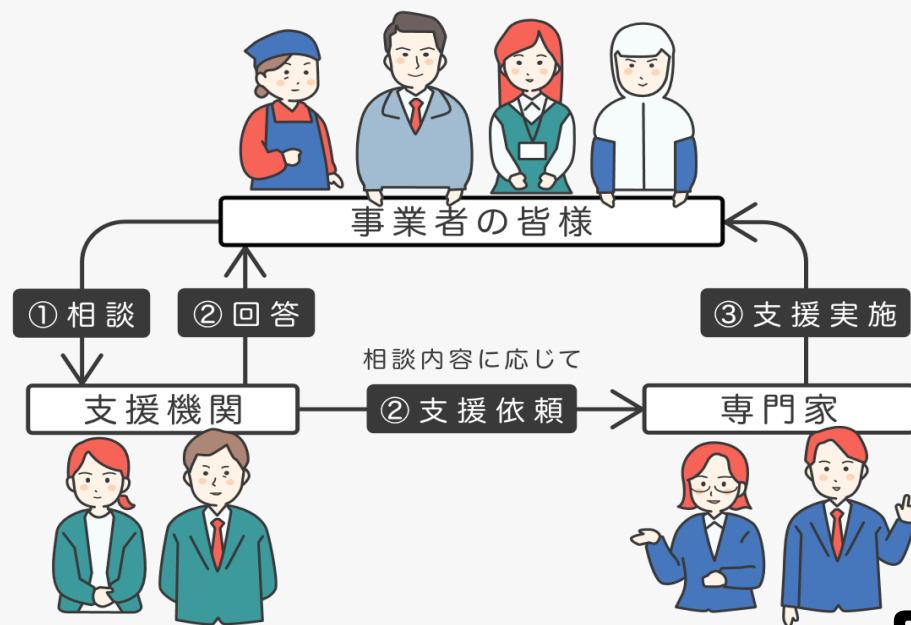 事業者の皆様
①相談
②回答
③支援実施
相談内容に応じて
②支援依頼
支援機関
専門家